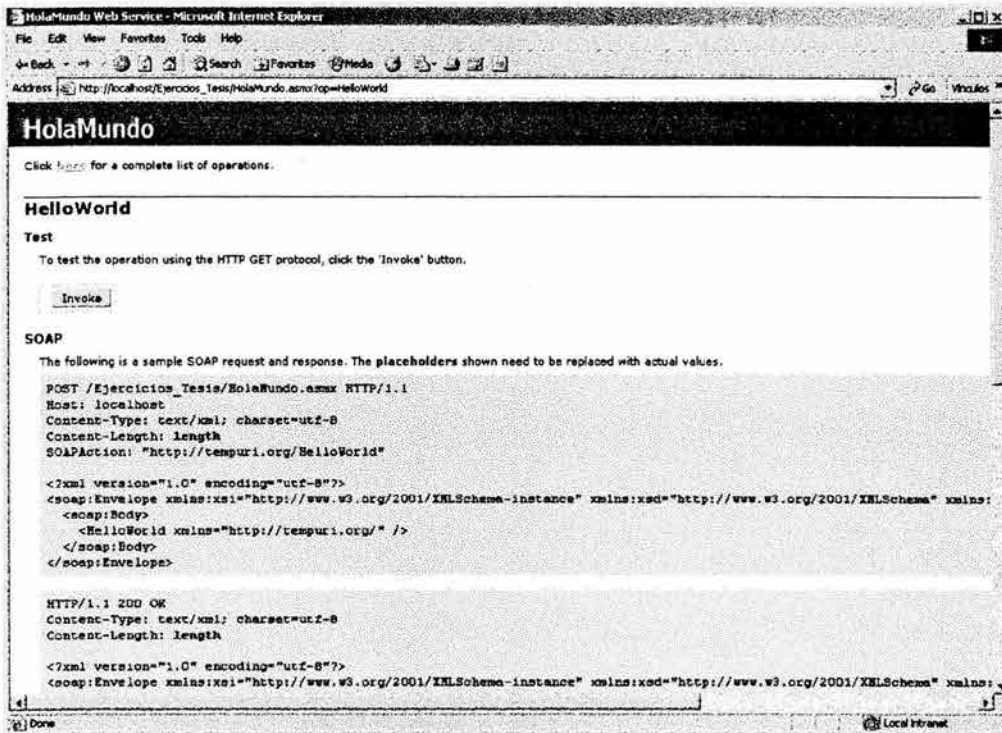 HolaMundo Web Service - Microsoft Internet Explorer
File Edit View Favorites Tools Help
Back Search Favorites Media
Address http://localhost/Ejercicios_Tesis/HolaMundo.asmx?op=HelloWorld Go Vínculos
HolaMundo
Click here for a complete list of operations.
HelloWorld
Test
To test the operation using the HTTP GET protocol, click the 'Invoke' button.
Invoke
SOAP
The following is a sample SOAP request and response. The placeholders shown need to be replaced with actual values.
POST /Ejercicios_Tesis/HolaMundo.asmx HTTP/1.1
Host: localhost
Content-Type: text/xml; charset=utf-8
Content-Length: length
SOAPAction: "http://tempuri.org/HelloWorld"
<?xml version="1.0" encoding="utf-8"?>
<soap:Envelope xmlns:xsi="http://www.w3.org/2001/XMLSchema-instance" xmlns:xsd="http://www.w3.org/2001/XMLSchema" xmlns:
<soap:Body>
<HelloWorld xmlns="http://tempuri.org/" />
</soap:Body>
</soap:Envelope>
HTTP/1.1 200 OK
Content-Type: text/xml; charset=utf-8
Content-Length: length
<?xml version="1.0" encoding="utf-8"?>
<soap:Envelope xmlns:xsi="http://www.w3.org/2001/XMLSchema-instance" xmlns:xsd="http://www.w3.org/2001/XMLSchema" xmlns:
Done Local intranet